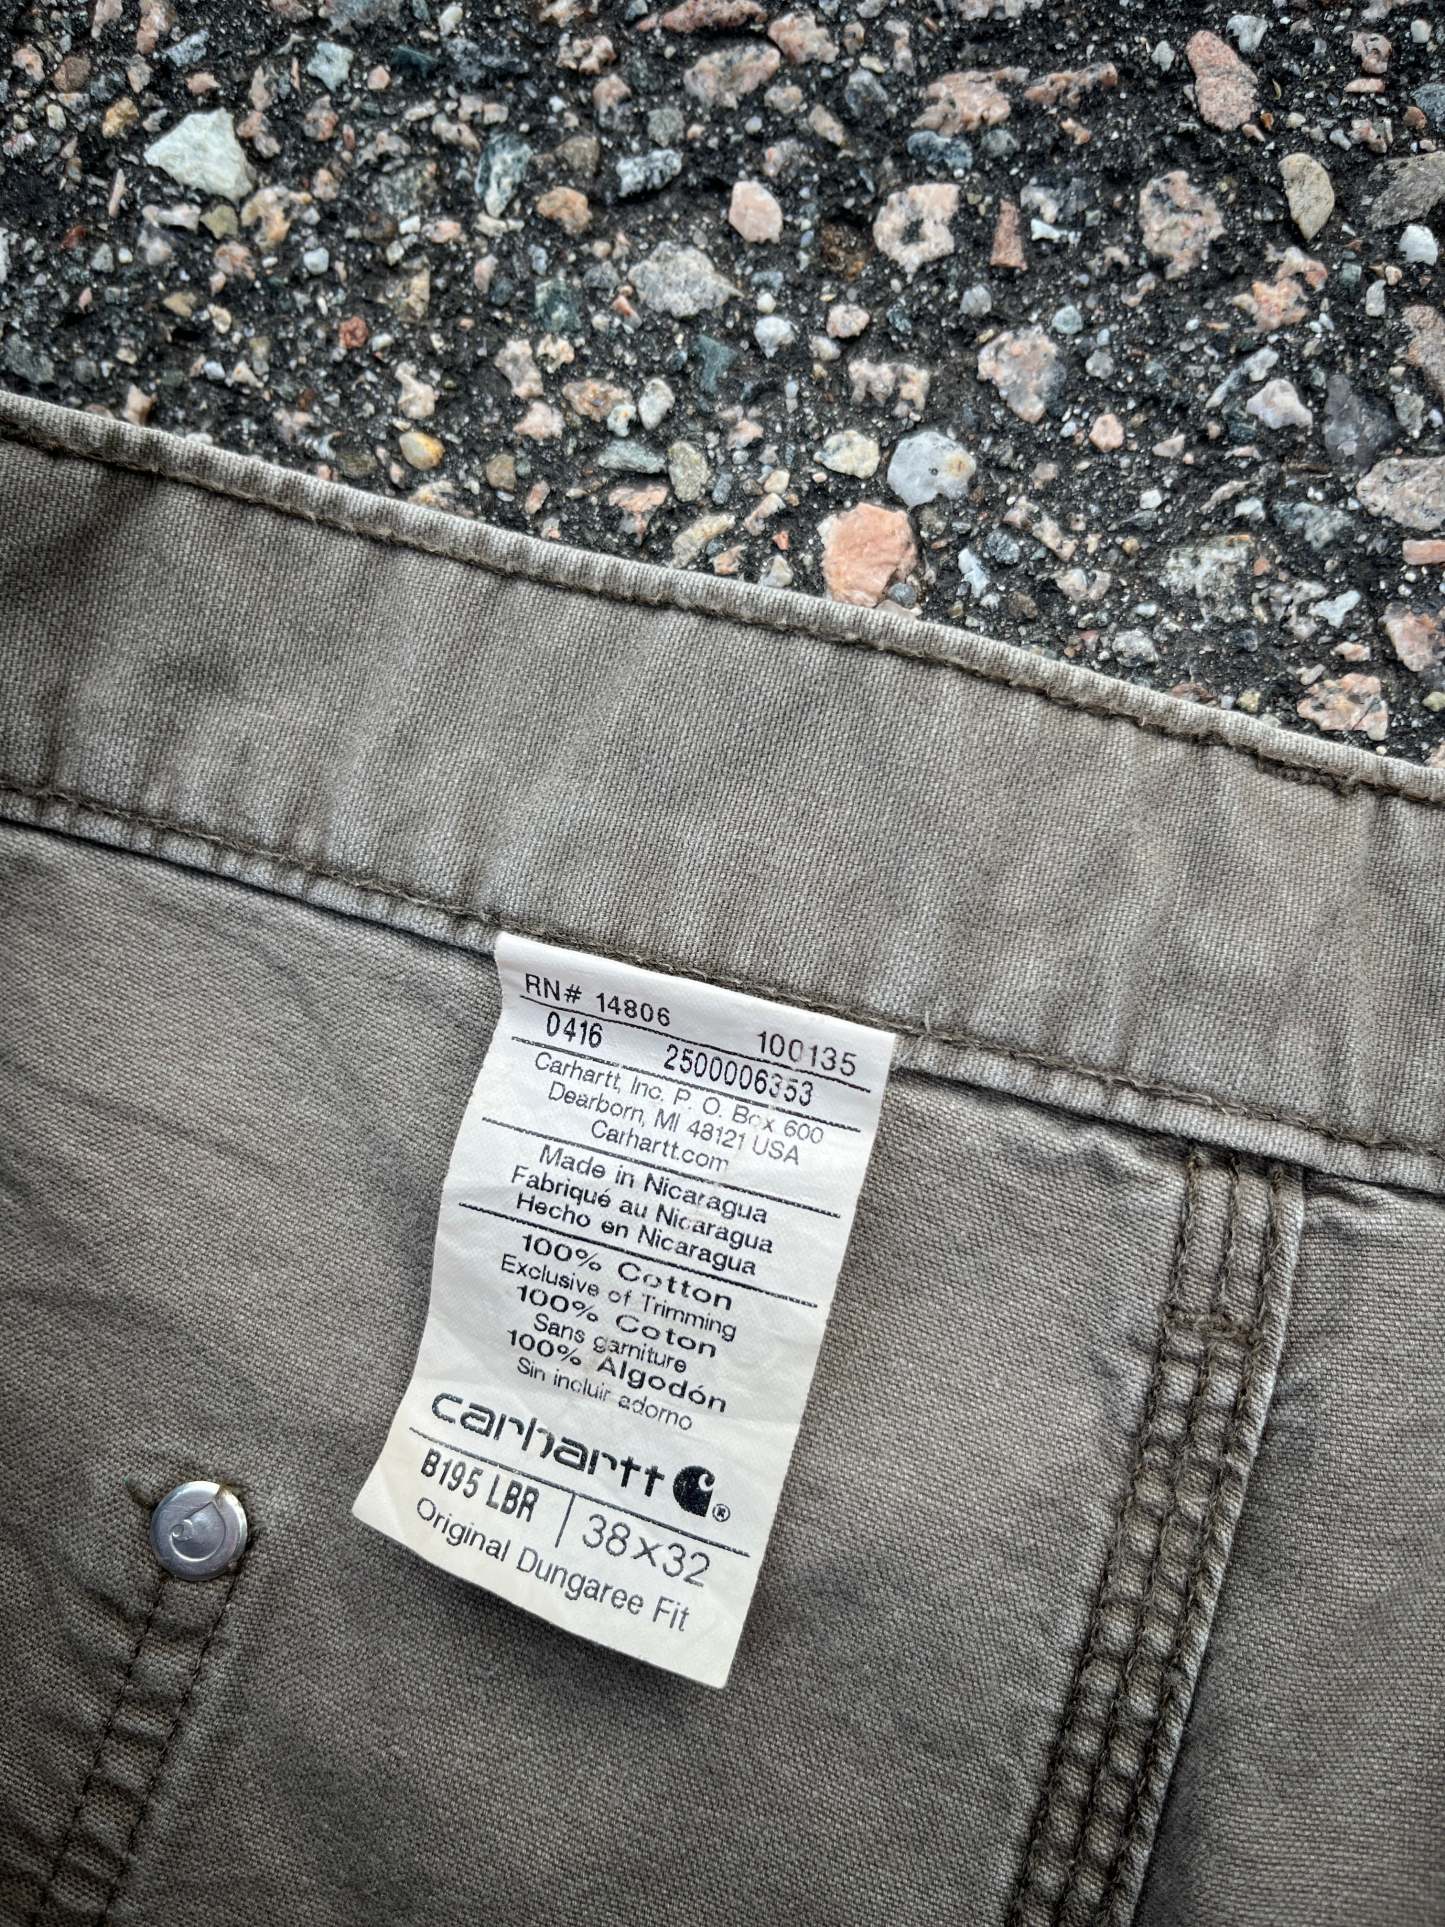 RN# 14806 100135
0416 2500006353
Carhartt, Inc. P. O. Box 600
Dearborn, MI 48121 USA
Carhartt.com
Made in Nicaragua
Fabriqué au Nicaragua
Hecho en Nicaragua
100% Cotton
Exclusive of Trimming
100% Coton
Sans garniture
100% Algodón
Sin incluir adorno
carhartt ®
B195 LBR 38x32
Original Dungaree Fit